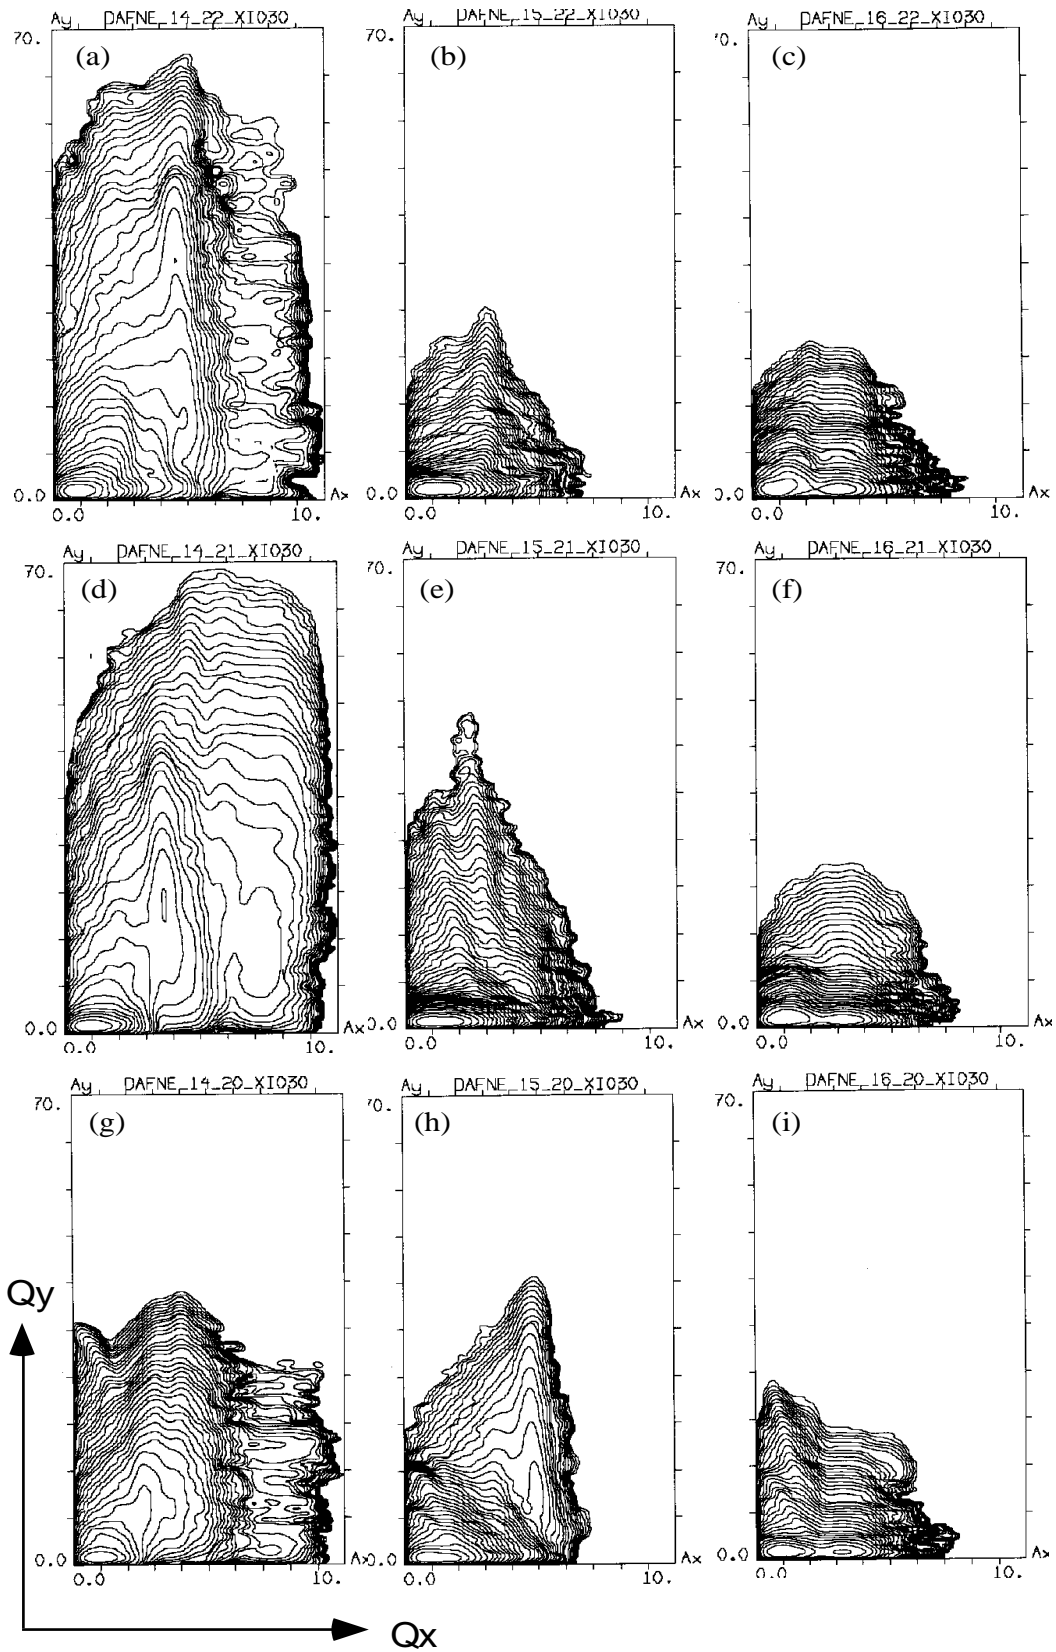 Ay DAFNE_14_22_XI030
70.
(a)
0.0
Ax
0.0 10.
Ay DAFNE_15_22_XI030
70.
(b)
0.0
Ax
0.0 10.
Ay DAFNE_16_22_XI030
'0.
(c)
0.0
Ax
0.0 10.
Ay DAFNE_14_21_XI030
70.
(d)
0.0
Ax
0.0 10.
Ay DAFNE_15_21_XI030
70.
(e)
0.0
Ax
0.0 10.
Ay DAFNE_16_21_XI030
70.
(f)
0.0
Ax
0.0 10.
Ay DAFNE_14_20_XI030
70.
(g)
0.0
Ax
0.0 10.
Ay DAFNE_15_20_XI030
70.
(h)
0.0
Ax
0.0 10.
Ay DAFNE_16_20_XI030
70.
(i)
0.0
Ax
0.0 10.
Qy
Qx